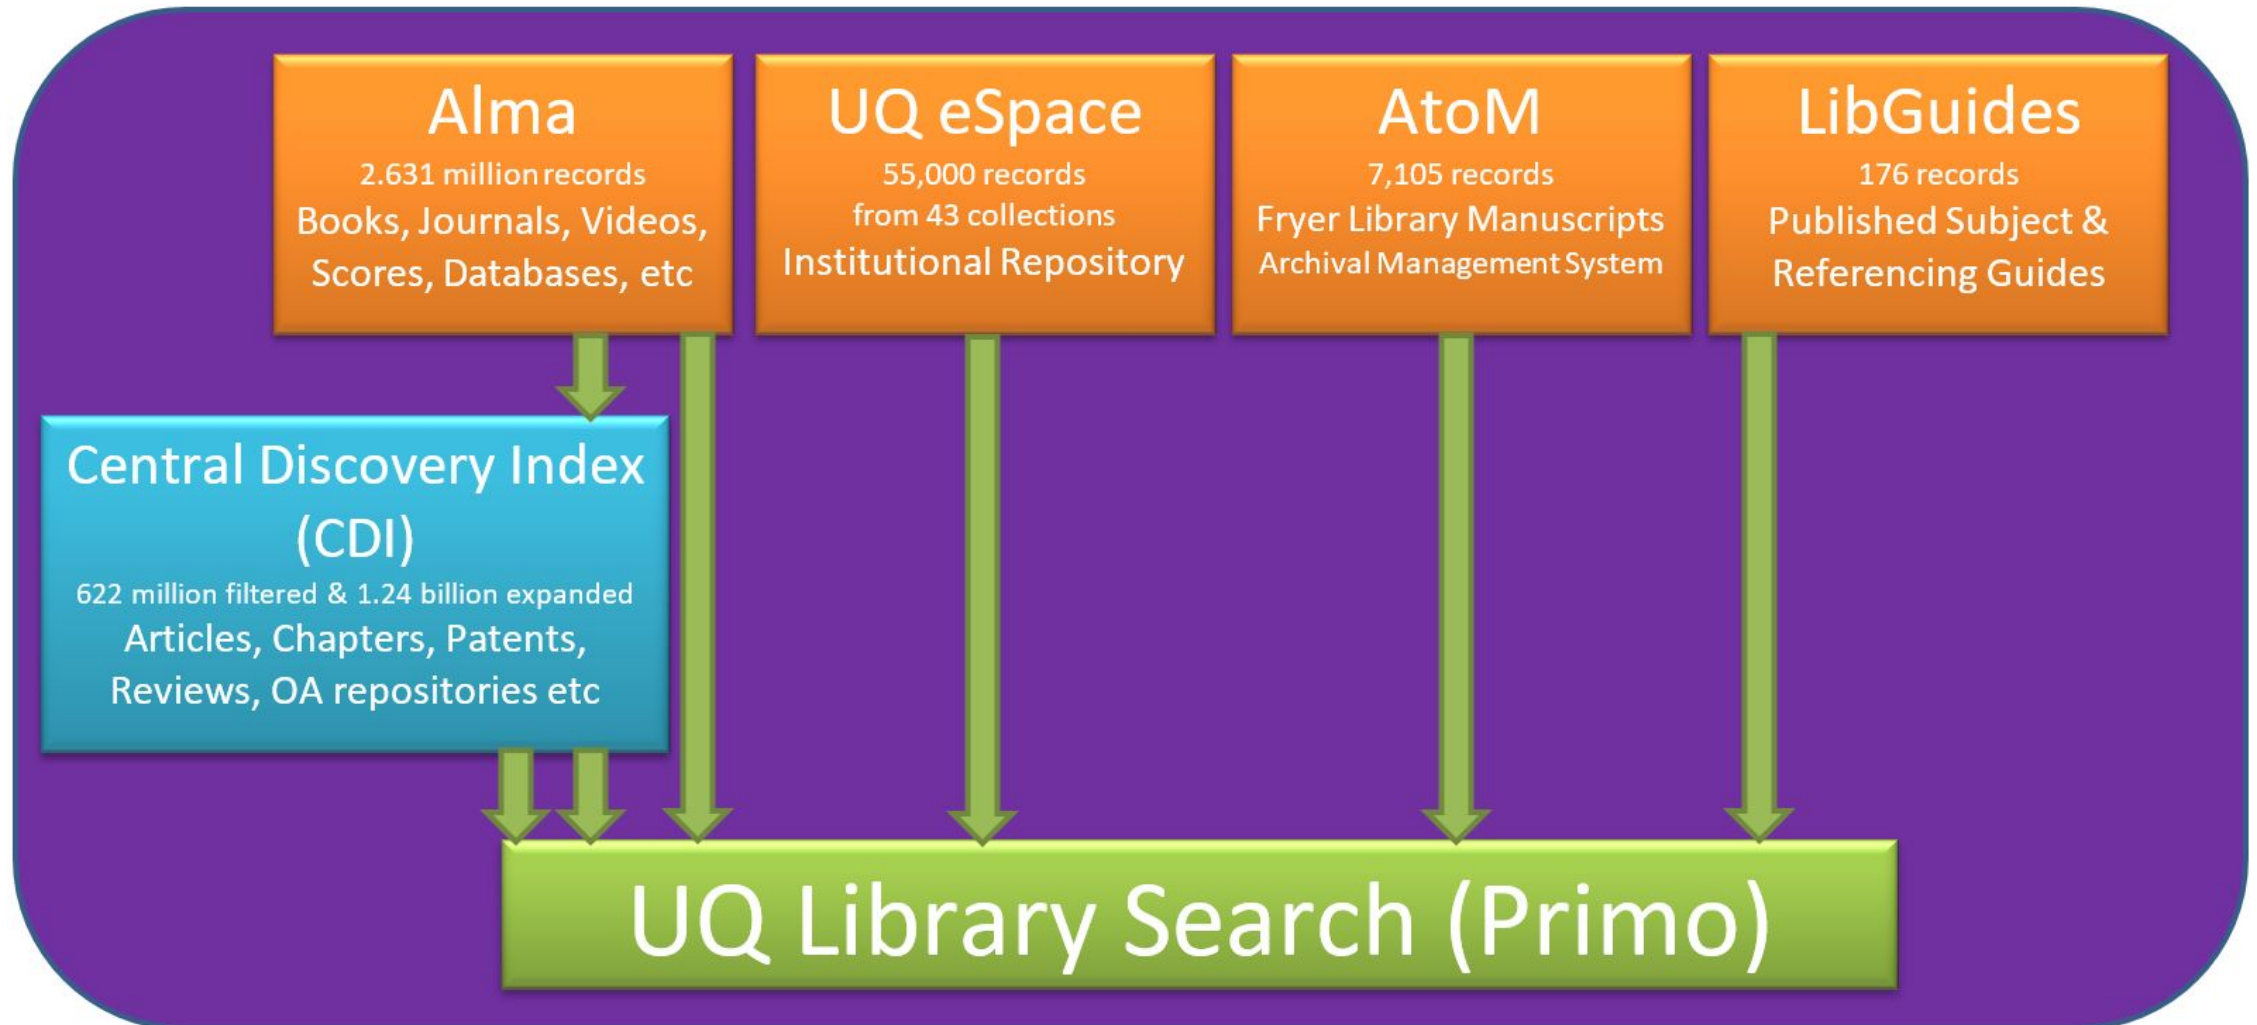 Alma
2.631 million records
Books, Journals, Videos,
Scores, Databases, etc
UQ eSpace
55,000 records
from 43 collections
Institutional Repository
AtoM
7,105 records
Fryer Library Manuscripts
Archival Management System
LibGuides
176 records
Published Subject &
Referencing Guides
Central Discovery Index
(CDI)
622 million filtered & 1.24 billion expanded
Articles, Chapters, Patents,
Reviews, OA repositories etc
UQ Library Search (Primo)